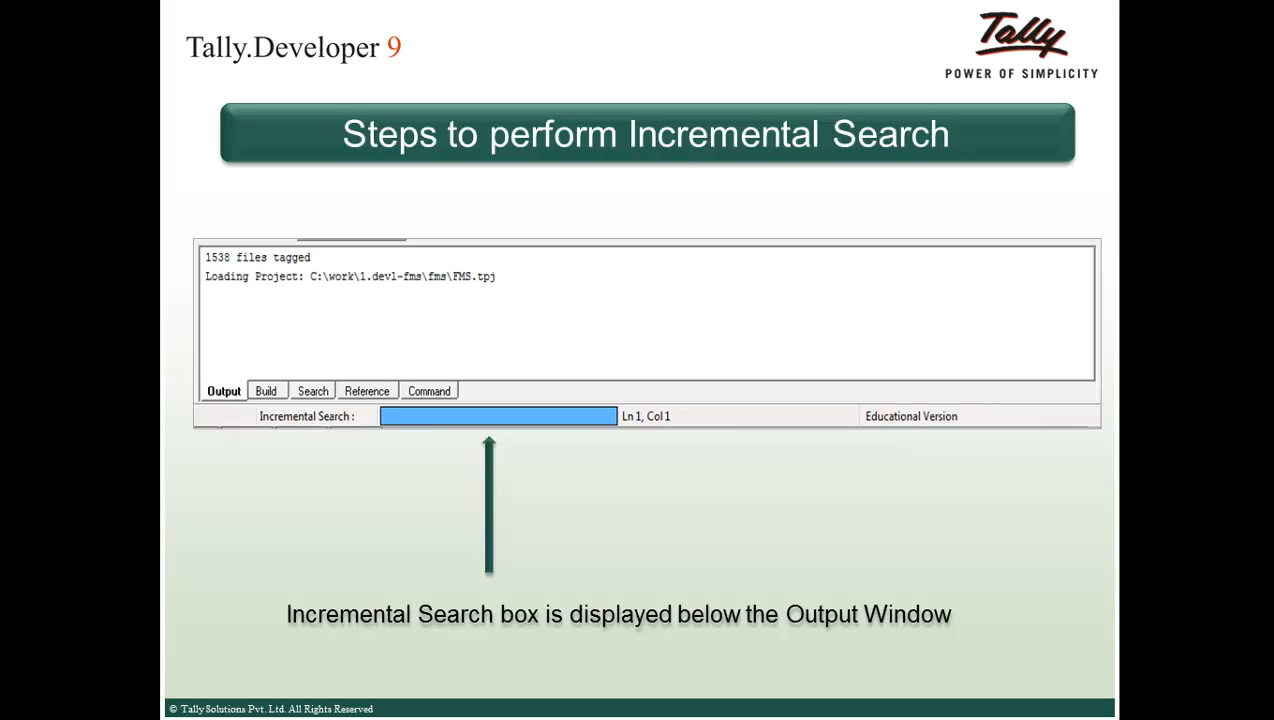 Tally.Developer 9
Tally
POWER OF SIMPLICITY
Steps to perform Incremental Search
1538 files tagged
Loading Project: C:\work\1.devl-fms\fms\FMS.tpj
Output Build Search Reference Command
Incremental Search : Ln 1, Col 1 Educational Version
Incremental Search box is displayed below the Output Window
© Tally Solutions Pvt. Ltd. All Rights Reserved